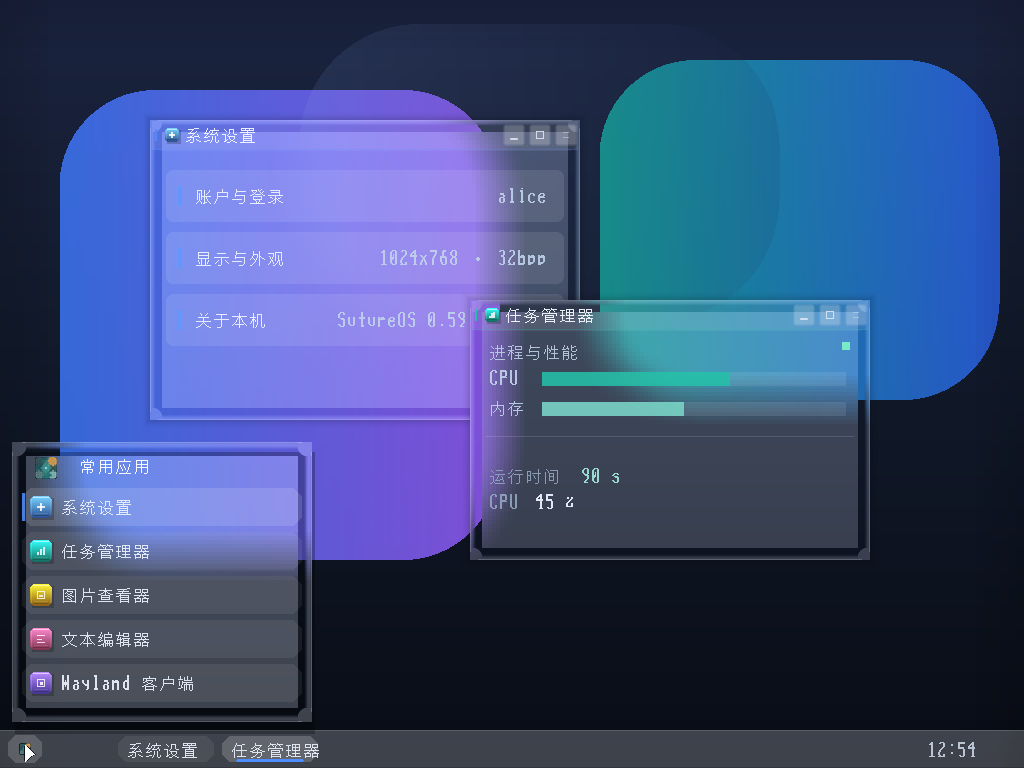 系统设置
账户与登录 alice
显示与外观 1024x768 • 32bpp
关于本机 SutureOS 0.59
任务管理器
进程与性能
CPU
内存
运行时间 90 s
CPU 45 %
常用应用
系统设置
任务管理器
图片查看器
文本编辑器
Wayland 客户端
系统设置 任务管理器 12:54